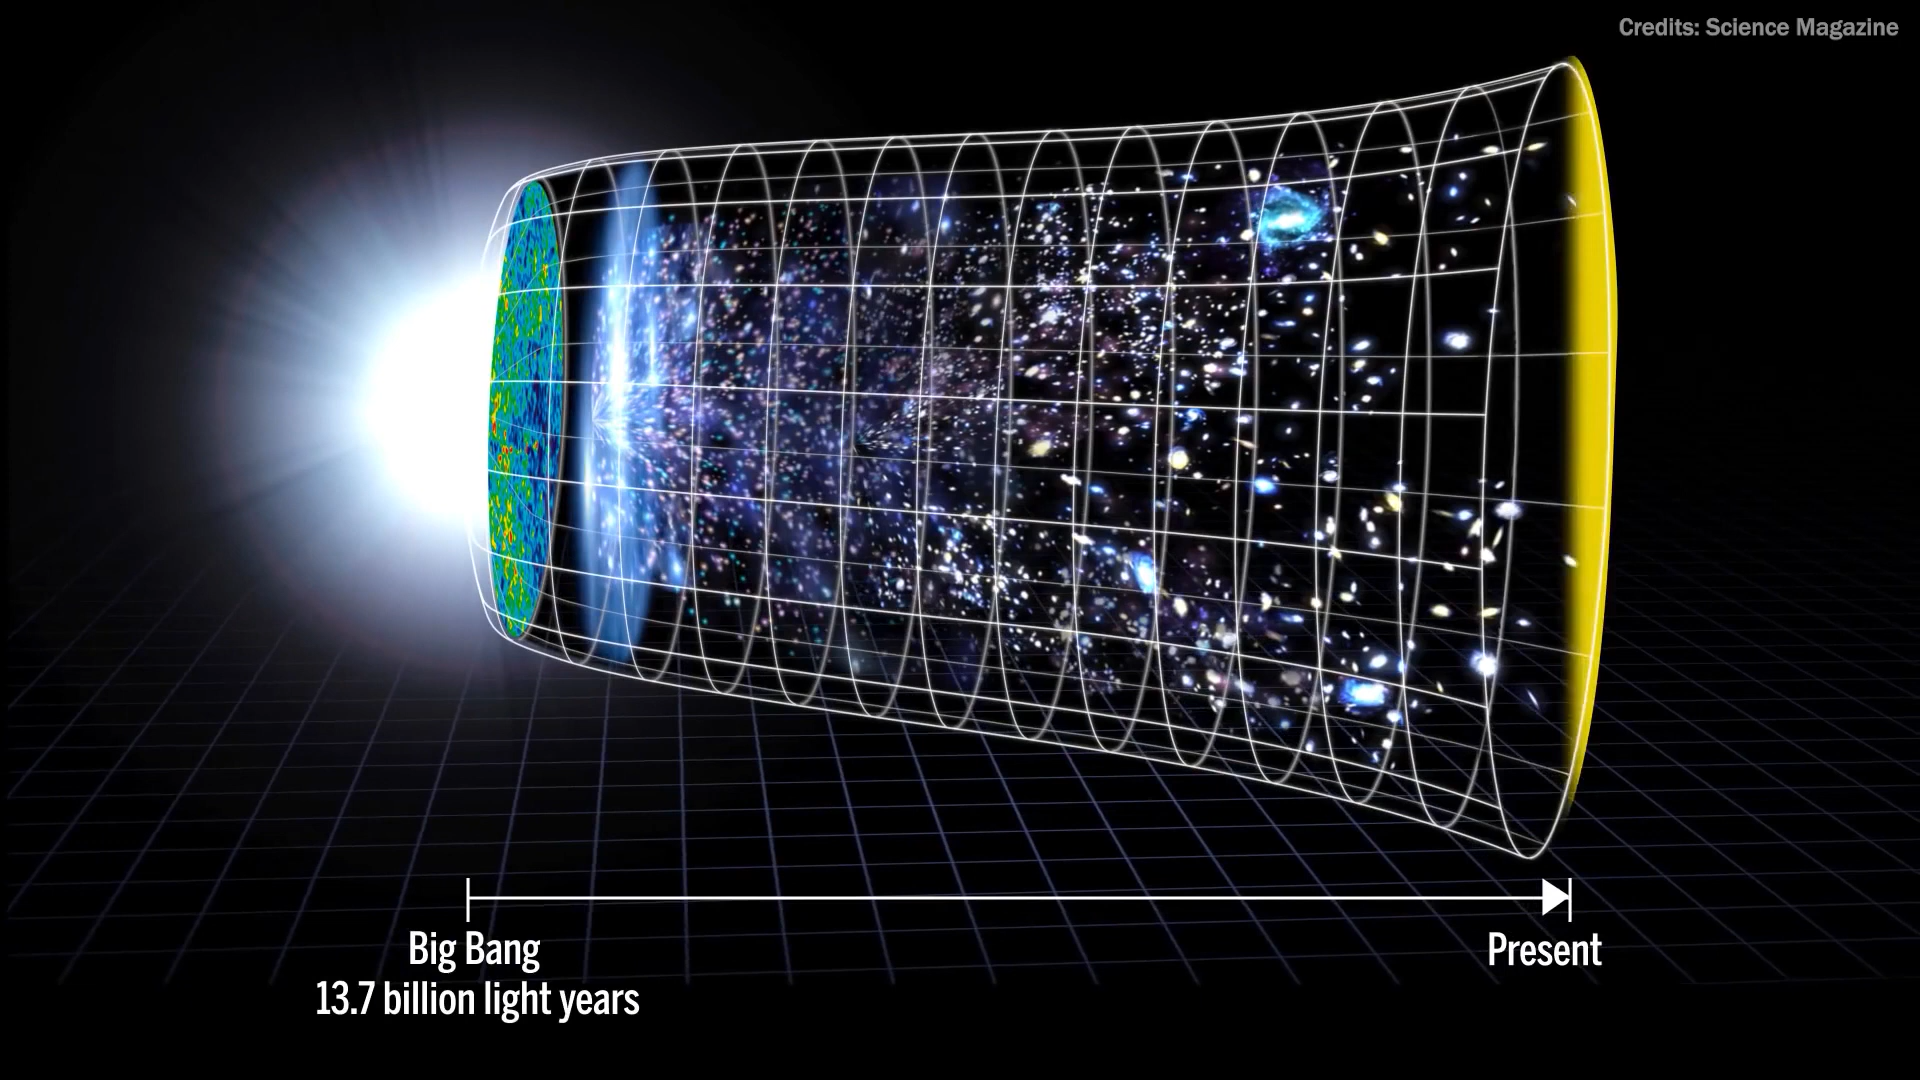 Credits: Science Magazine
Big Bang
13.7 billion light years
Present